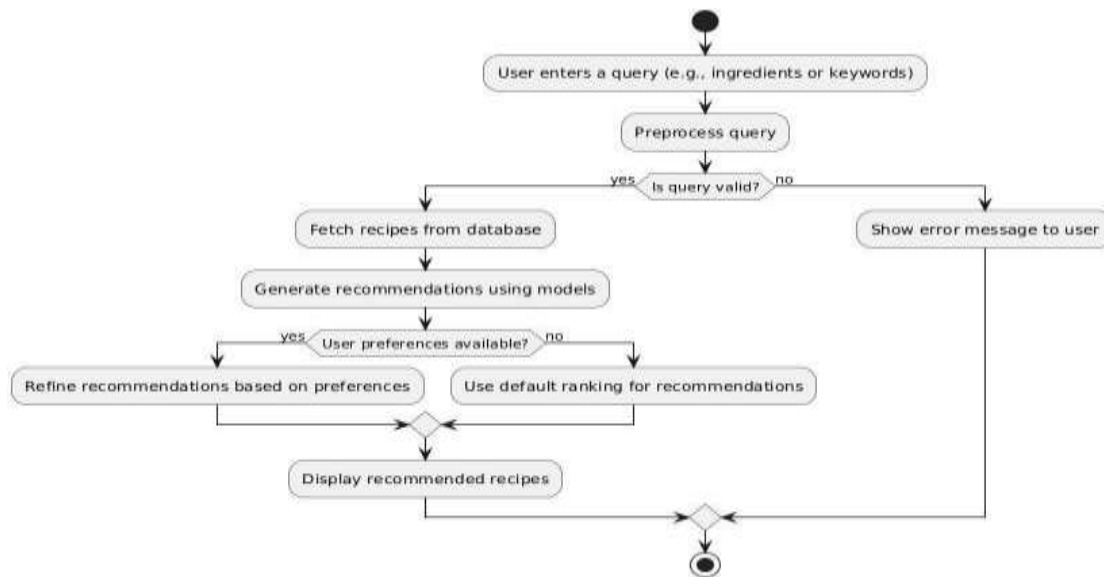 User enters a query (e.g., ingredients or keywords)
Preprocess query
yes
Is query valid?
no
Fetch recipes from database
Show error message to user
Generate recommendations using models
yes
User preferences available?
no
Refine recommendations based on preferences
Use default ranking for recommendations
Display recommended recipes